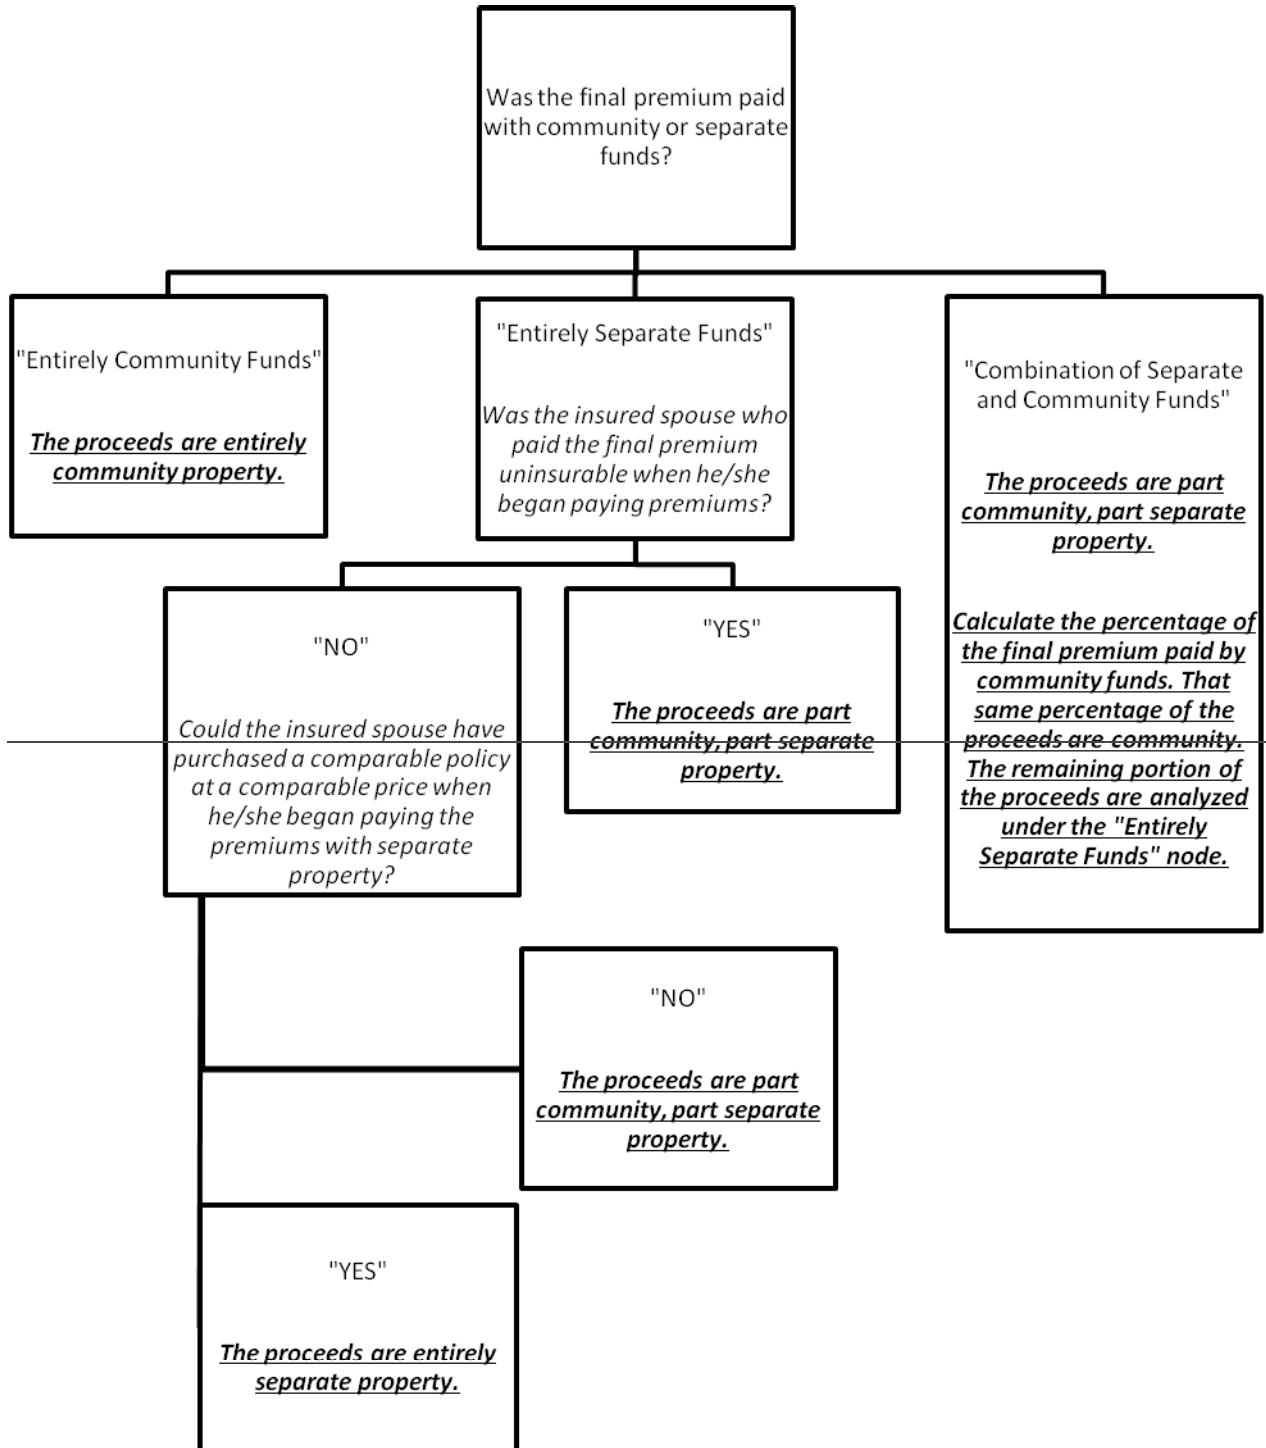 Was the final premium paid
with community or separate
funds?
"Entirely Community Funds"
The proceeds are entirely
community property.
"Entirely Separate Funds"
Was the insured spouse who
paid the final premium
uninsurable when he/she
began paying premiums?
"Combination of Separate
and Community Funds"
The proceeds are part
community, part separate
property.
Calculate the percentage of
the final premium paid by
community funds. That
same percentage of the
proceeds are community.
The remaining portion of
the proceeds are analyzed
under the "Entirely
Separate Funds" node.
"NO"
Could the insured spouse have
purchased a comparable policy
at a comparable price when
he/she began paying the
premiums with separate
property?
"YES"
The proceeds are part
community, part separate
property.
"NO"
The proceeds are part
community, part separate
property.
"YES"
The proceeds are entirely
separate property.